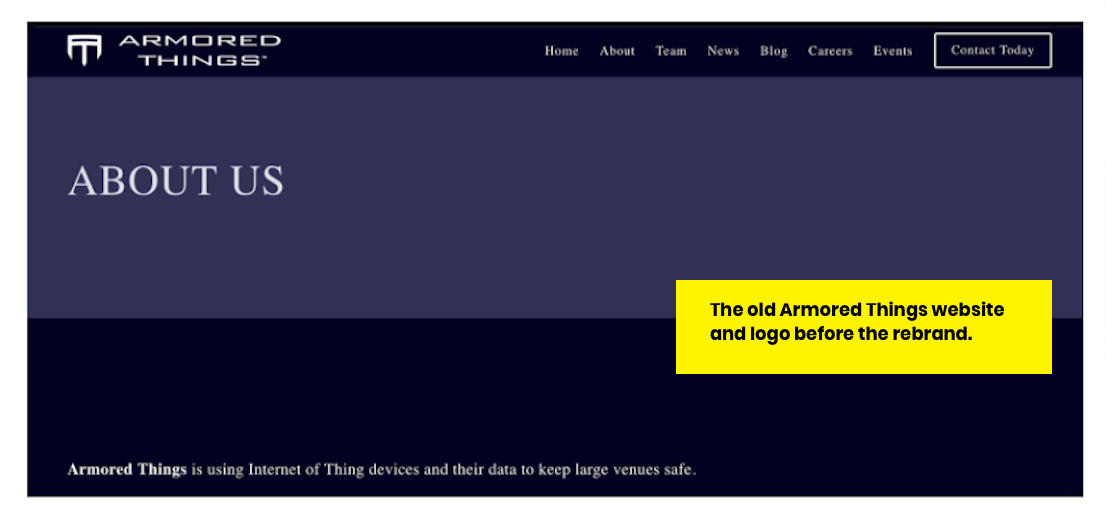 ARMORED
THINGS
Home About Team News Blog Careers Events Contact Today
ABOUT US
The old Armored Things website
and logo before the rebrand.
Armored Things is using Internet of Thing devices and their data to keep large venues safe.